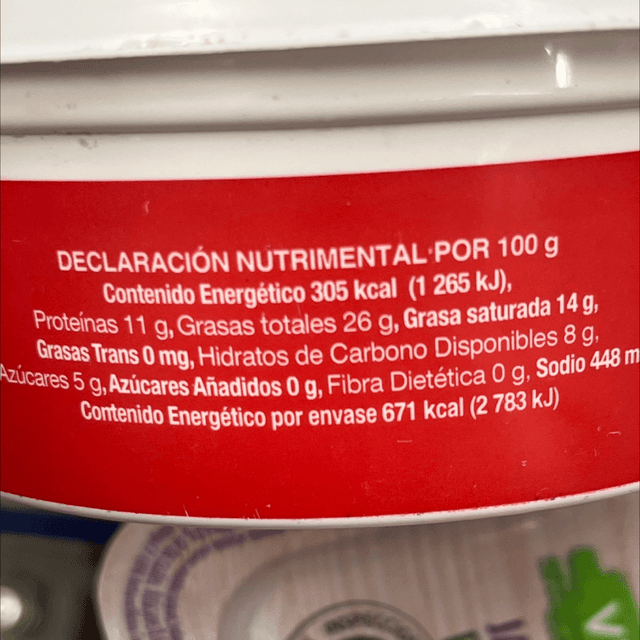 DECLARACIÓN NUTRIMENTAL POR 100 g
Contenido Energético 305 kcal (1 265 kJ),
Proteínas 11 g, Grasas totales 26 g, Grasa saturada 14 g,
Grasas Trans 0 mg, Hidratos de Carbono Disponibles 8 g,
Azúcares 5 g, Azúcares Añadidos 0 g, Fibra Dietética 0 g, Sodio 448 m
Contenido Energético por envase 671 kcal (2 783 kJ)
V